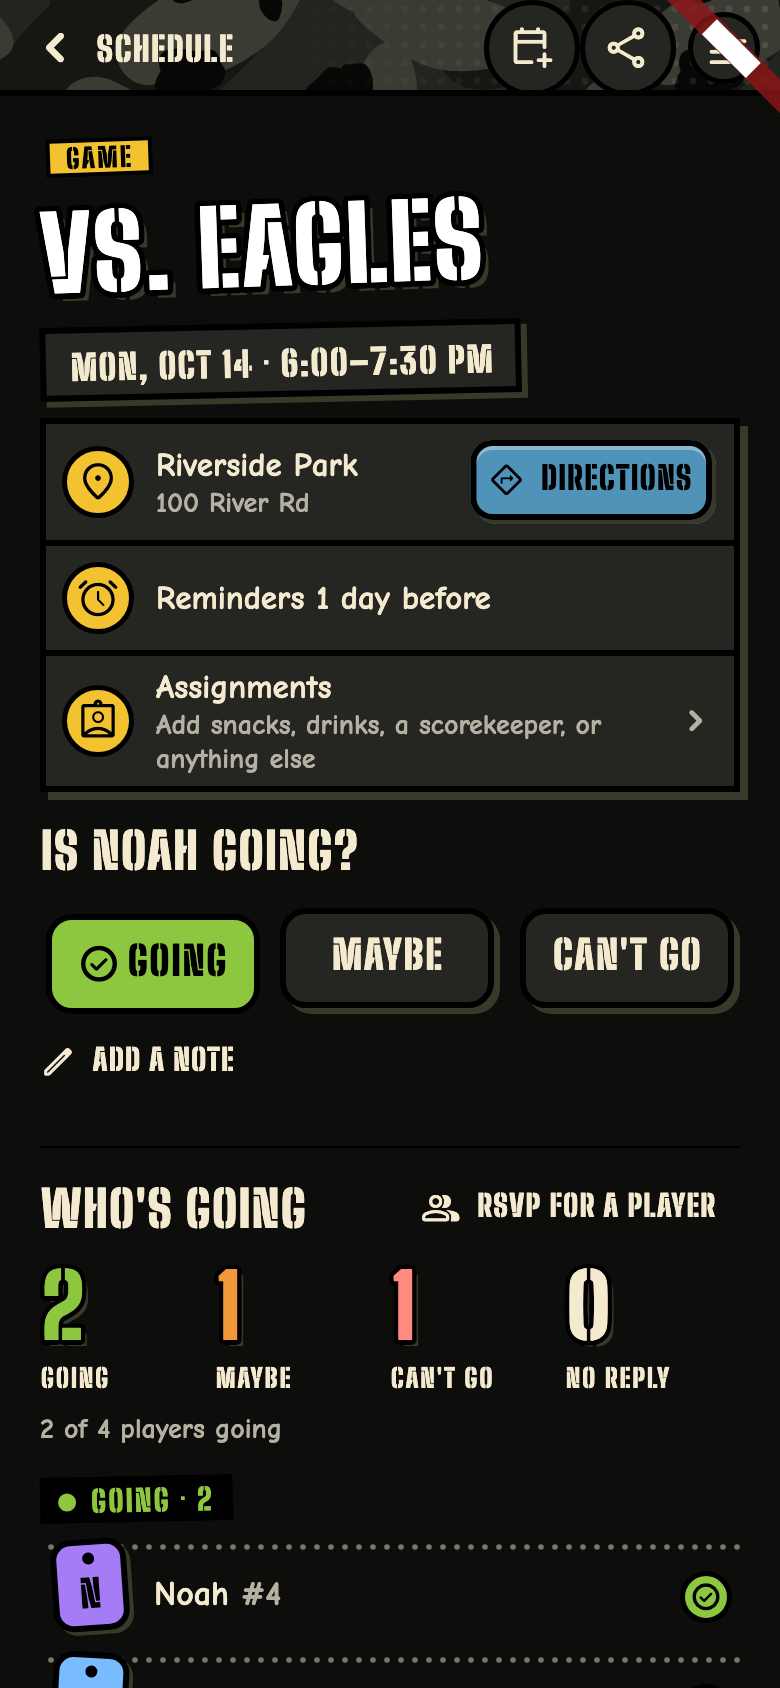 SCHEDULE
GAME
VS. EAGLES
MON, OCT 14 · 6:00–7:30 PM
Riverside Park
100 River Rd
DIRECTIONS
Reminders 1 day before
Assignments
Add snacks, drinks, a scorekeeper, or
anything else
IS NOAH GOING?
GOING
MAYBE
CAN'T GO
ADD A NOTE
WHO'S GOING
RSVP FOR A PLAYER
2
1
1
0
GOING
MAYBE
CAN'T GO
NO REPLY
2 of 4 players going
GOING · 2
N
Noah #4